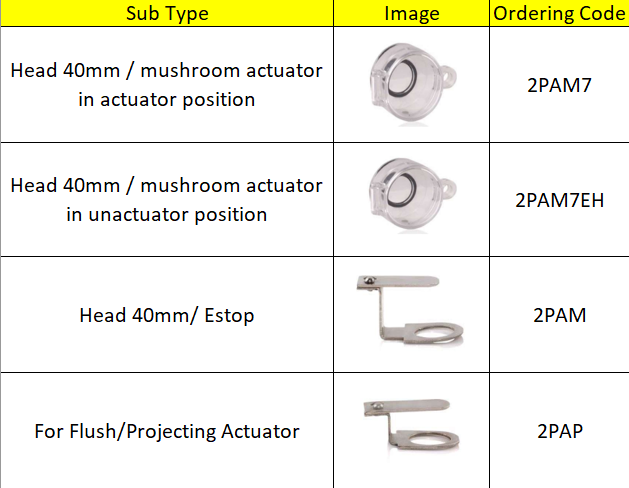 Sub Type Image Ordering Code
Head 40mm / mushroom actuator
in actuator position
2PAM7
Head 40mm / mushroom actuator
in unactuator position
2PAM7EH
Head 40mm/ Estop
2PAM
For Flush/Projecting Actuator
2PAP